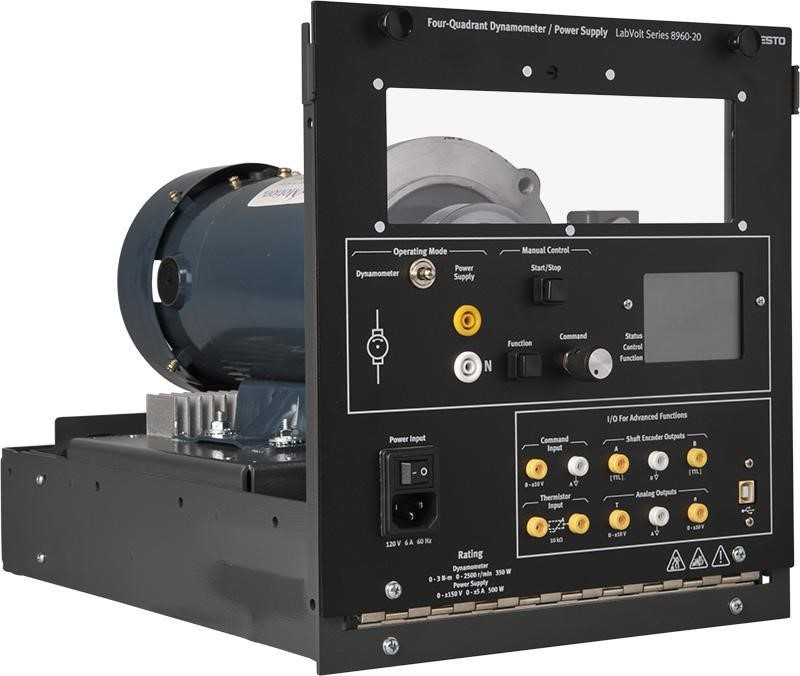 Four-Quadrant Dynamometer / Power Supply LabVolt Series 8960-20
ESTO
Motion
Operating Mode
Manual Control
Dynamometer
Power
Supply
Start/Stop
N
Function
Command
Status
Control
Function
I/O For Advanced Functions
Command
Input
Shaft Encoder Outputs
A
B
B
0 - ±10 V
A
[TTL]
A
[TTL]
Thermistor
Input
Analog Outputs
T
n
10 kΩ
0 - ±10 V
A
0 - ±10 V
Power Input
- O
120 V 6 A 60 Hz
Rating
Dynamometer
0 - 3 N·m 0 - 2500 r/min 350 W
Power Supply
0 - ±150 V 0 - ±5 A 500 W